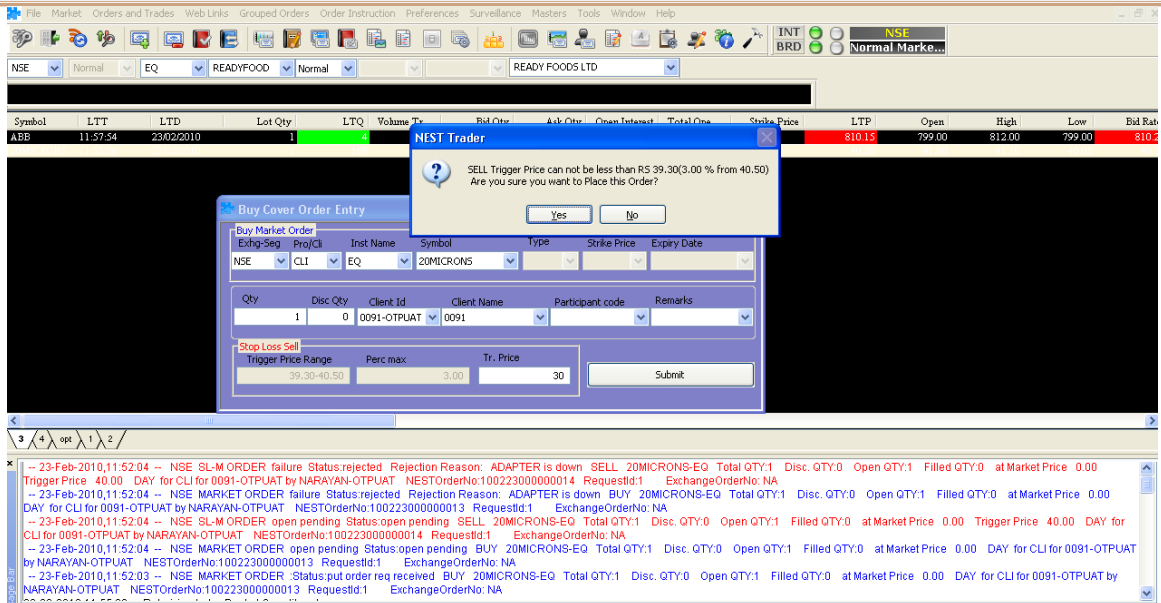 File Market Orders and Trades Web Links Grouped Orders Order Instruction Preferences Surveillance Masters Tools Window Help
INT NSE
BRD Normal Marke...
NSE Normal EQ READYFOOD Normal READY FOODS LTD
Symbol LTT LTD Lot Qty LTQ Volume Tr Bid Qty Ask Qty Open Interest Total Ope Strike Price LTP Open High Low Bid Rat
ABB 11:57:54 23/02/2010 1 4 810.15 799.00 812.00 799.00 810.2
NEST Trader
SELL Trigger Price can not be less than RS 39.30(3.00 % from 40.50)
Are you sure you want to Place this Order?
Yes No
Buy Cover Order Entry
Buy Market Order
Exhg-Seg Pro/Cli Inst Name Symbol Type Strike Price Expiry Date
NSE CLI EQ 20MICRONS
Qty Disc Qty Client Id Client Name Participant code Remarks
1 0 0091-OTPUAT 0091
Stop Loss Sell
Trigger Price Range Perc max Tr. Price
39.30-40.50 3.00 30 Submit
3 4 opt 1 2
-- 23-Feb-2010,11:52:04 -- NSE SL-M ORDER failure Status:rejected Rejection Reason: ADAPTER is down SELL 20MICRONS-EQ Total QTY:1 Disc. QTY:0 Open QTY:1 Filled QTY:0 at Market Price 0.00
Trigger Price 40.00 DAY for CLI for 0091-OTPUAT by NARAYAN-OTPUAT NESTOrderNo:100223000000014 RequestId:1 ExchangeOrderNo: NA
-- 23-Feb-2010,11:52:04 -- NSE MARKET ORDER failure Status:rejected Rejection Reason: ADAPTER is down BUY 20MICRONS-EQ Total QTY:1 Disc. QTY:0 Open QTY:1 Filled QTY:0 at Market Price 0.00
DAY for CLI for 0091-OTPUAT by NARAYAN-OTPUAT NESTOrderNo:100223000000013 RequestId:1 ExchangeOrderNo: NA
-- 23-Feb-2010,11:52:04 -- NSE SL-M ORDER open pending Status:open pending SELL 20MICRONS-EQ Total QTY:1 Disc. QTY:0 Open QTY:1 Filled QTY:0 at Market Price 0.00 Trigger Price 40.00 DAY for
CLI for 0091-OTPUAT by NARAYAN-OTPUAT NESTOrderNo:100223000000014 RequestId:1 ExchangeOrderNo: NA
-- 23-Feb-2010,11:52:04 -- NSE MARKET ORDER open pending Status:open pending BUY 20MICRONS-EQ Total QTY:1 Disc. QTY:0 Open QTY:1 Filled QTY:0 at Market Price 0.00 DAY for CLI for 0091-OTPUAT
by NARAYAN-OTPUAT NESTOrderNo:100223000000013 RequestId:1 ExchangeOrderNo: NA
-- 23-Feb-2010,11:52:03 -- NSE MARKET ORDER :Status:put order req received BUY 20MICRONS-EQ Total QTY:1 Disc. QTY:0 Open QTY:1 Filled QTY:0 at Market Price 0.00 DAY for CLI for 0091-OTPUAT by
NARAYAN-OTPUAT NESTOrderNo:100223000000013 RequestId:1 ExchangeOrderNo: NA